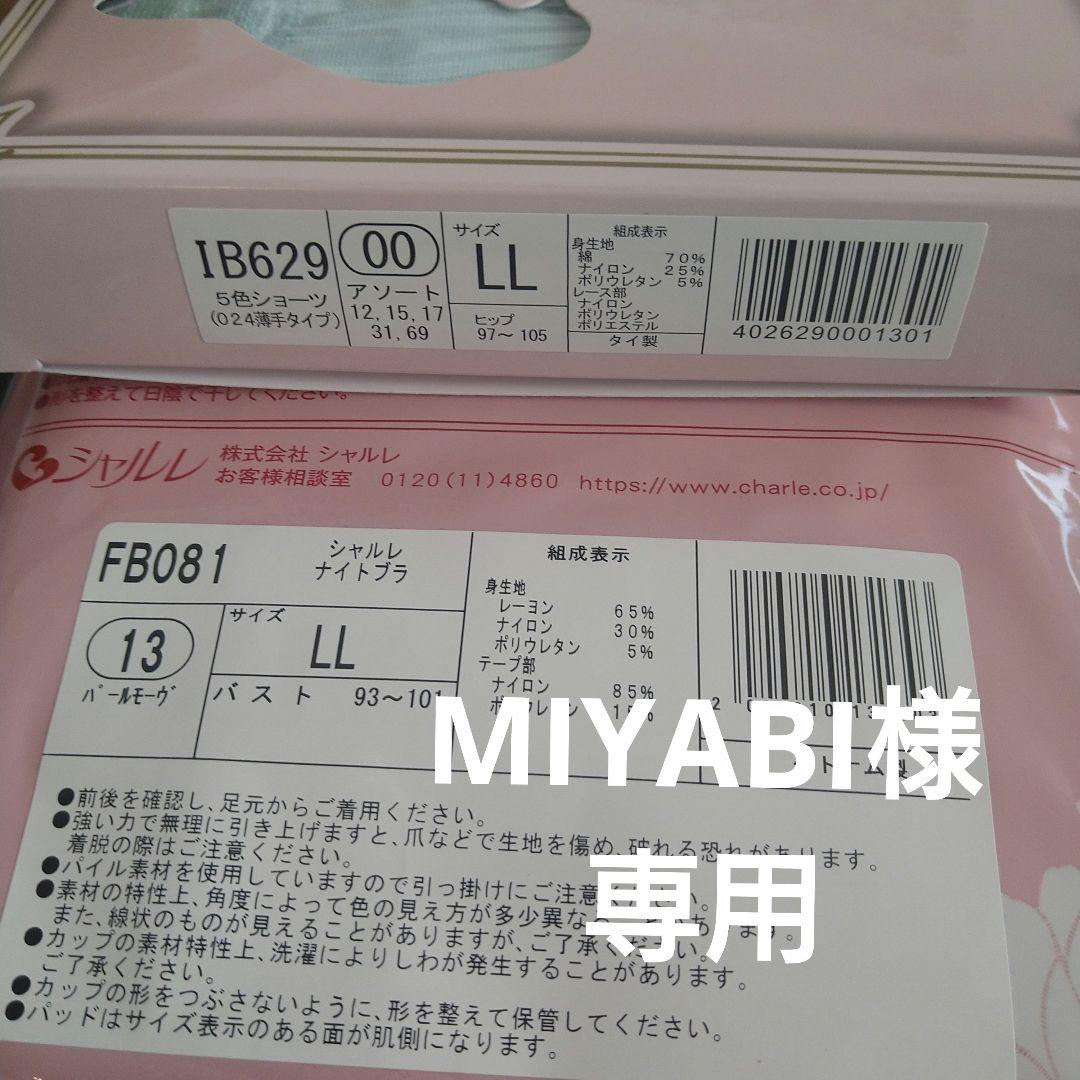 IB629
5色ショーツ
(024薄手タイプ)
00
アソート
12, 15, 17
31, 69
サイズ
LL
ヒップ
97～105
組成表示
身生地
綿 70%
ナイロン 25%
ポリウレタン 5%
レース部
ナイロン
ポリウレタン
ポリエステル
タイ製
4026290001301
●形を整えて日陰で干してください。
シャルレ
株式会社 シャルレ
お客様相談室 0120(11)4860 https://www.charle.co.jp/
FB081
シャルレ
ナイトブラ
13
パールモーヴ
サイズ
LL
バスト 93～101
組成表示
身生地
レーヨン 65%
ナイロン 30%
ポリウレタン 5%
テープ部
ナイロン 85%
ポリウレタン 15%
MIYABI様
専用
●前後を確認し、足元からご着用ください。
●強い力で無理に引き上げますと、爪などで生地を傷め、破れる恐れがあります。
着脱の際はご注意ください。
●パイル素材を使用していますので引っ掛けにご注意ください。
●素材の特性上、角度によって色の見え方が多少異なることがあります。
また、線状のものが見えることがありますが、ご了承ください。
●カップの素材特性上、洗濯によりしわが発生することがあります。
ご了承ください。
●カップの形をつぶさないように、形を整えて保管してください。
●パッドはサイズ表示のある面が肌側になります。